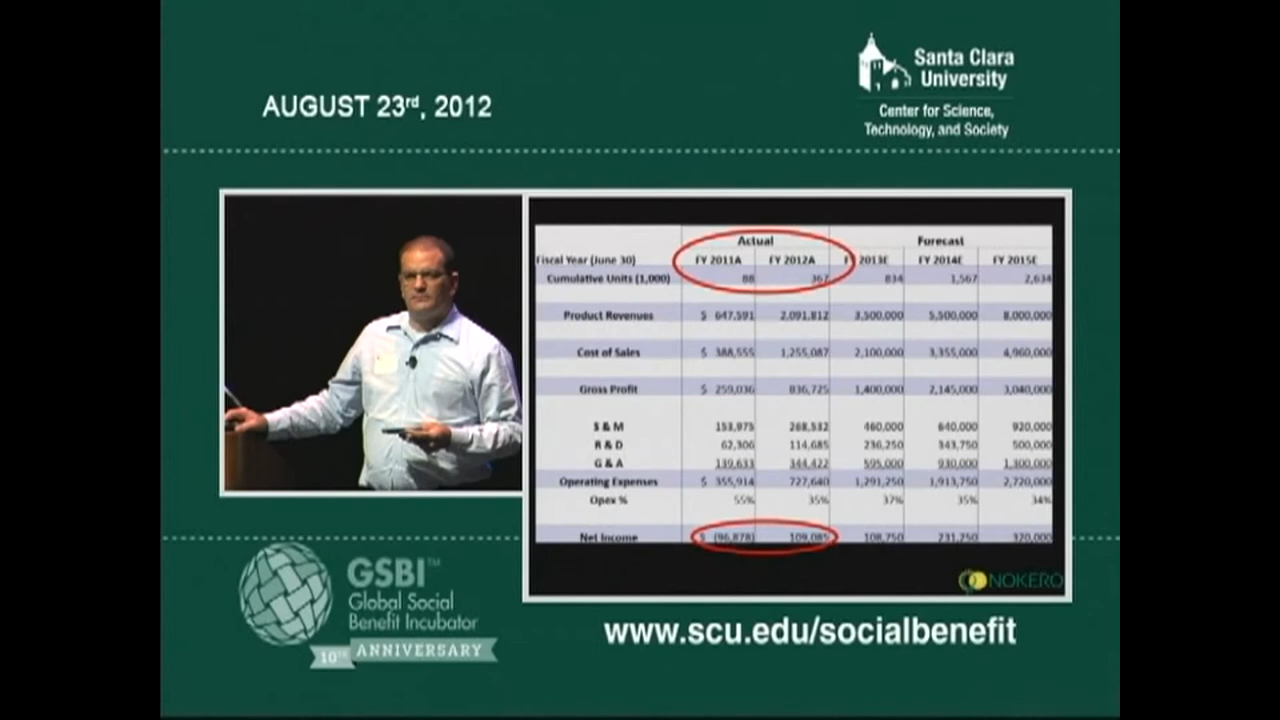 AUGUST 23rd, 2012
Santa Clara
University
Center for Science,
Technology, and Society
Actual Forecast
Fiscal Year (June 30) FY 2011A FY 2012A FY 2013E FY 2014E FY 2015E
Cumulative Units (1,000) 88 367 834 1,567 2,634
Product Revenues $ 647,591 2,091,812 3,500,000 5,500,000 8,000,000
Cost of Sales $ 388,555 1,255,087 2,100,000 3,355,000 4,960,000
Gross Profit $ 259,036 836,725 1,400,000 2,145,000 3,040,000
S & M 153,975 268,532 460,000 640,000 920,000
R & D 62,306 114,685 236,250 343,750 500,000
G & A 139,633 344,422 595,000 930,000 1,300,000
Operating Expenses $ 355,914 727,640 1,291,250 1,913,750 2,720,000
Opex % 55% 35% 37% 35% 34%
Net Income $ (96,878) 109,085 108,750 231,250 320,000
NOKERO
GSBI™
Global Social
Benefit Incubator
10TH ANNIVERSARY
www.scu.edu/socialbenefit